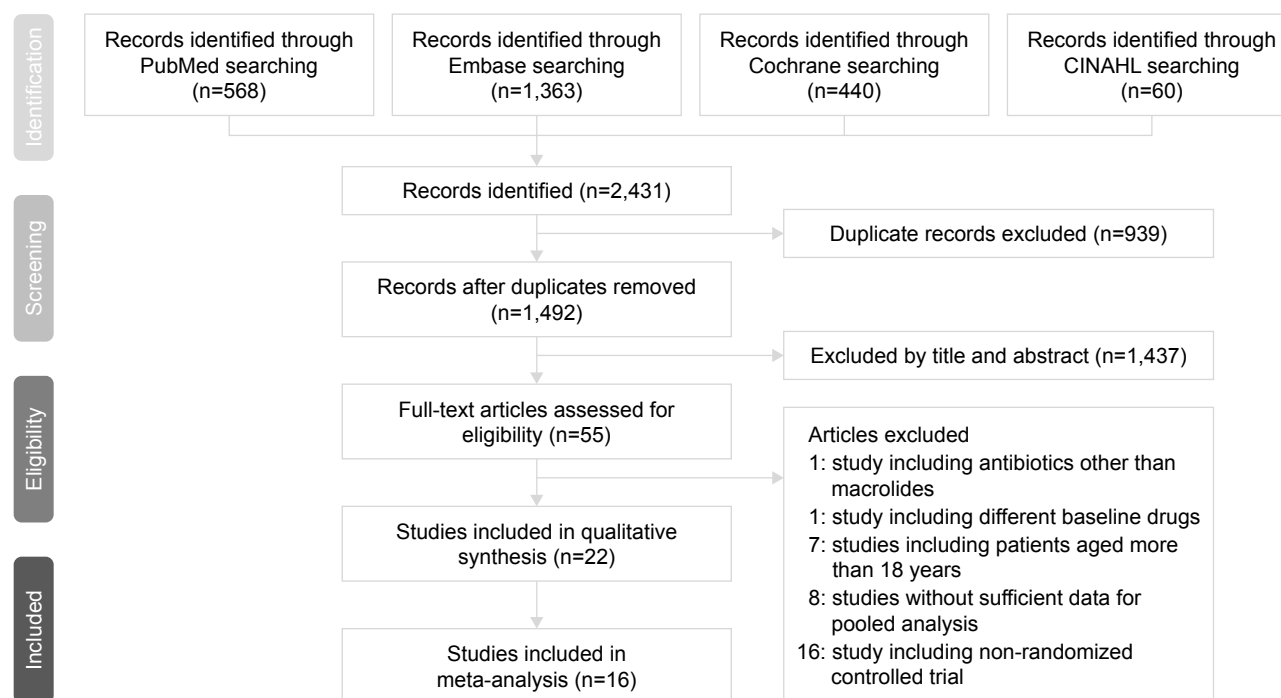 Identification
Records identified through
PubMed searching
(n=568)
Records identified through
Embase searching
(n=1,363)
Records identified through
Cochrane searching
(n=440)
Records identified through
CINAHL searching
(n=60)
Records identified (n=2,431)
Screening
Duplicate records excluded (n=939)
Records after duplicates removed
(n=1,492)
Excluded by title and abstract (n=1,437)
Eligibility
Full-text articles assessed for
eligibility (n=55)
Articles excluded
1: study including antibiotics other than
macrolides
1: study including different baseline drugs
7: studies including patients aged more
than 18 years
8: studies without sufficient data for
pooled analysis
16: study including non-randomized
controlled trial
Studies included in qualitative
synthesis (n=22)
Included
Studies included in
meta-analysis (n=16)